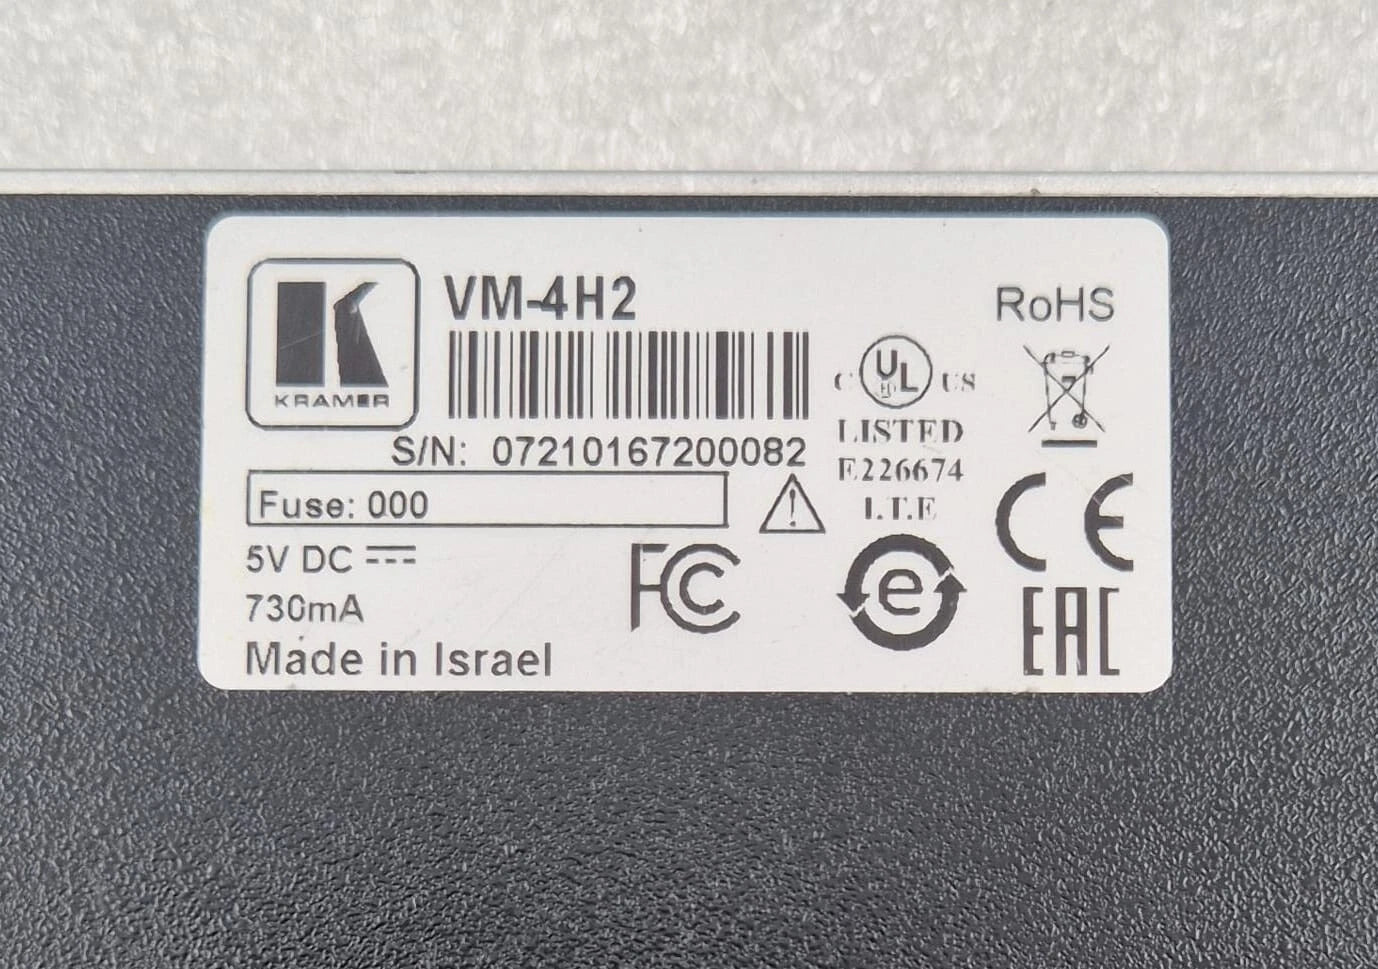 VM-4H2
KRAMER
S/N: 07210167200082
Fuse: 000
5V DC
730mA
Made in Israel
C UL US
LISTED
E226674
I.T.E
FC
e
RoHS
CE
EAC